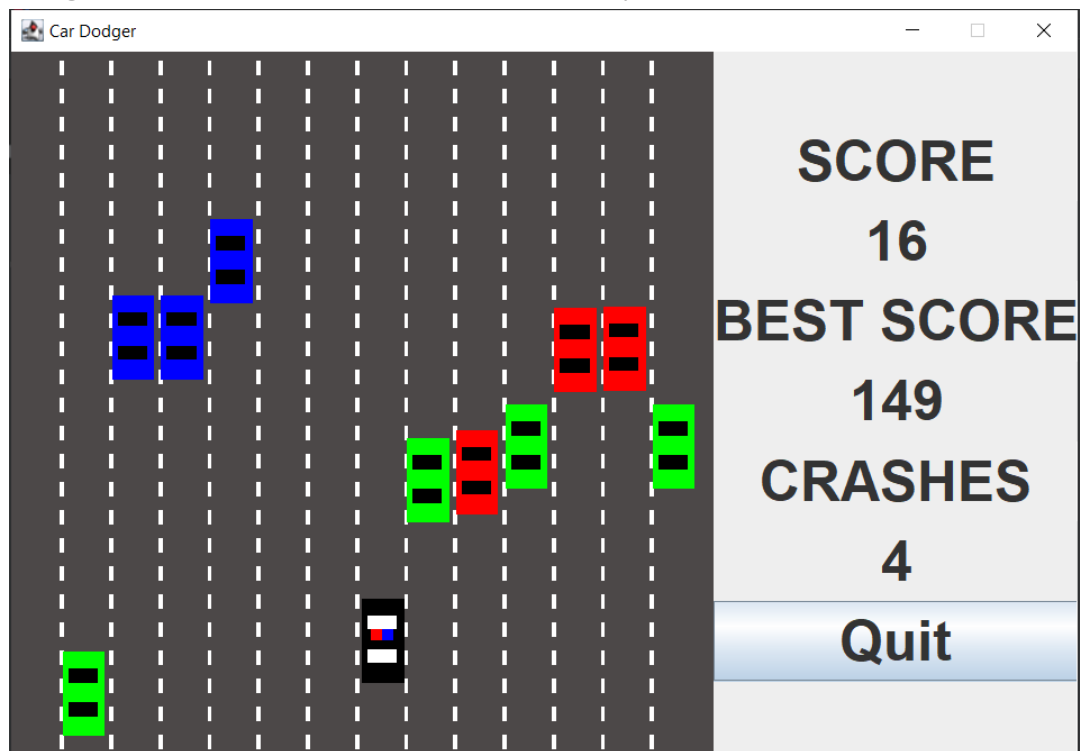 Car Dodger
SCORE
16
BEST SCORE
149
CRASHES
4
Quit